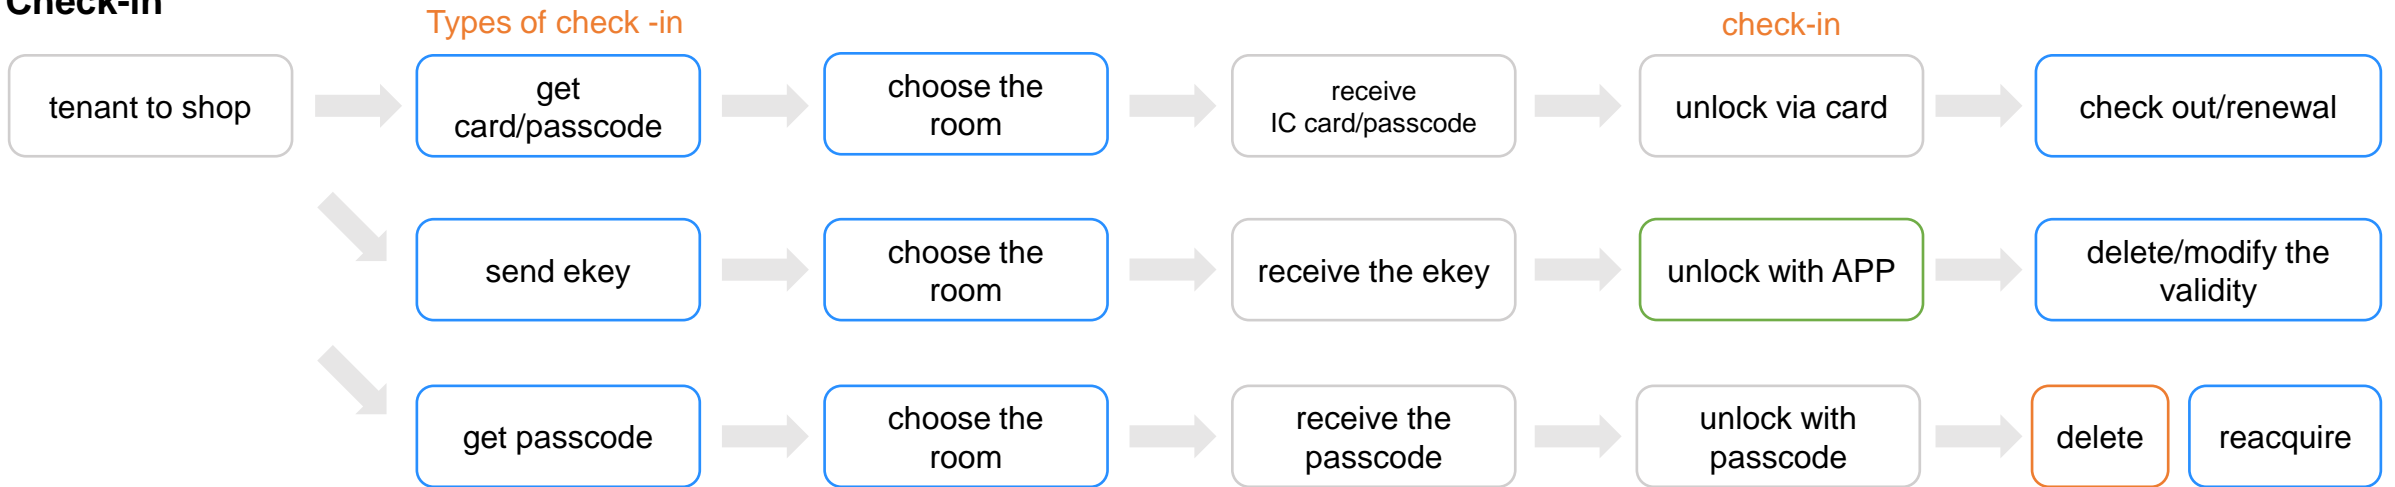 Check-in
Types of check -in
check-in
tenant to shop
get
card/passcode
choose the
room
receive
IC card/passcode
unlock via card
check out/renewal
send ekey
choose the
room
receive the ekey
unlock with APP
delete/modify the
validity
get passcode
choose the
room
receive the
passcode
unlock with
passcode
delete
reacquire